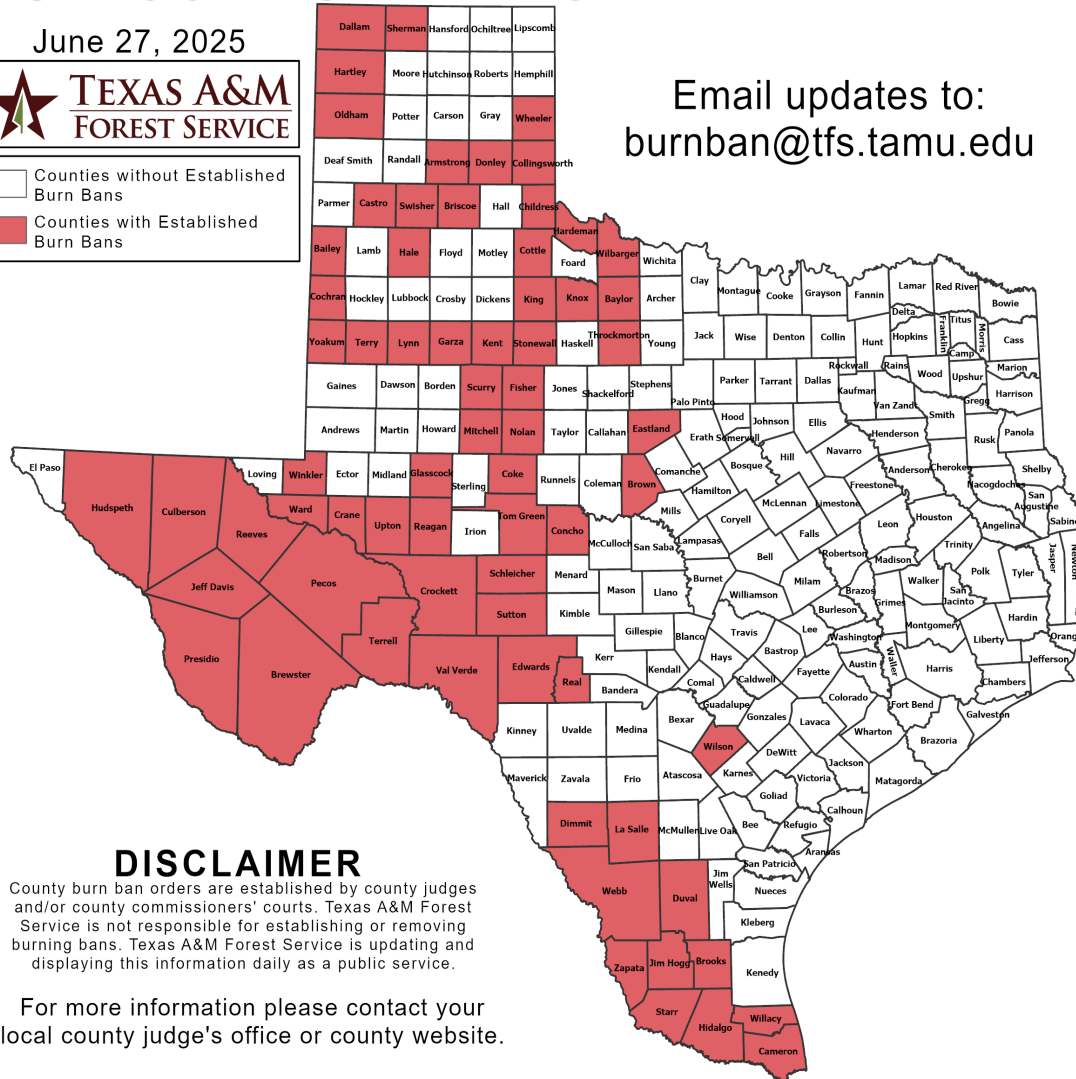 June 27, 2025
TEXAS A&M
FOREST SERVICE
Counties without Established
Burn Bans
Counties with Established
Burn Bans
Email updates to:
burnban@tfs.tamu.edu
Dallam Sherman Hansford Ochiltree Lipscomb
Hartley Moore Hutchinson Roberts Hemphill
Oldham Potter Carson Gray Wheeler
Deaf Smith Randall Armstrong Donley Collingsworth
Parmer Castro Swisher Briscoe Hall Childress
Hardeman
Bailey Lamb Hale Floyd Motley Cottle Foard Wilbarger Wichita
Clay Montague Cooke Grayson Fannin Lamar Red River Bowie
Cochran Hockley Lubbock Crosby Dickens King Knox Baylor Archer
Delta Titus Franklin Morris
Yoakum Terry Lynn Garza Kent Stonewall Haskell Throckmorton Young Jack Wise Denton Collin Hunt Hopkins Camp Cass
Rockwall Rains Wood Upshur Marion
Gaines Dawson Borden Scurry Fisher Jones Shackelford Stephens Palo Pinto Parker Tarrant Dallas Kaufman Van Zandt Gregg Harrison
Andrews Martin Howard Mitchell Nolan Taylor Callahan Eastland Erath Somervell Hood Johnson Ellis Henderson Smith Rusk Panola
El Paso Loving Winkler Ector Midland Glasscock Sterling Coke Runnels Coleman Brown Comanche Bosque Hill Navarro Anderson Cherokee Nacogdoches Shelby
Hudspeth Culberson Reeves Ward Crane Upton Reagan Irion Tom Green Concho McCulloch San Saba Mills Hamilton Coryell McLennan Limestone Freestone Leon Houston Angelina San
Augustine Sabine
Lampasas Bell Falls Robertson Madison Trinity Polk Tyler Jasper Newton
Jeff Davis Pecos Crockett Schleicher Menard Mason Llano Burnet Williamson Milam Brazos Grimes Walker San
Jacinto Hardin
Sutton Kimble Burleson Montgomery Liberty Orange
Presidio Brewster Terrell Val Verde Edwards Real Kerr Gillespie Blanco Travis Lee Washington Waller Harris Jefferson
Kendall Hays Bastrop Fayette Austin Chambers
Bandera Comal Caldwell Colorado Fort Bend Galveston
Kinney Uvalde Medina Bexar Guadalupe Gonzales Lavaca Wharton Brazoria
Wilson DeWitt Jackson
Maverick Zavala Frio Atascosa Karnes Victoria Matagorda
Goliad Calhoun
Dimmit La Salle McMullen Live Oak Bee Refugio Aransas
San Patricio
Webb Duval Jim
Wells Nueces
Kleberg
Zapata Jim Hogg Brooks Kenedy
Starr Hidalgo Willacy
Cameron
DISCLAIMER
County burn ban orders are established by county judges
and/or county commissioners' courts. Texas A&M Forest
Service is not responsible for establishing or removing
burning bans. Texas A&M Forest Service is updating and
displaying this information daily as a public service.
For more information please contact your
local county judge's office or county website.